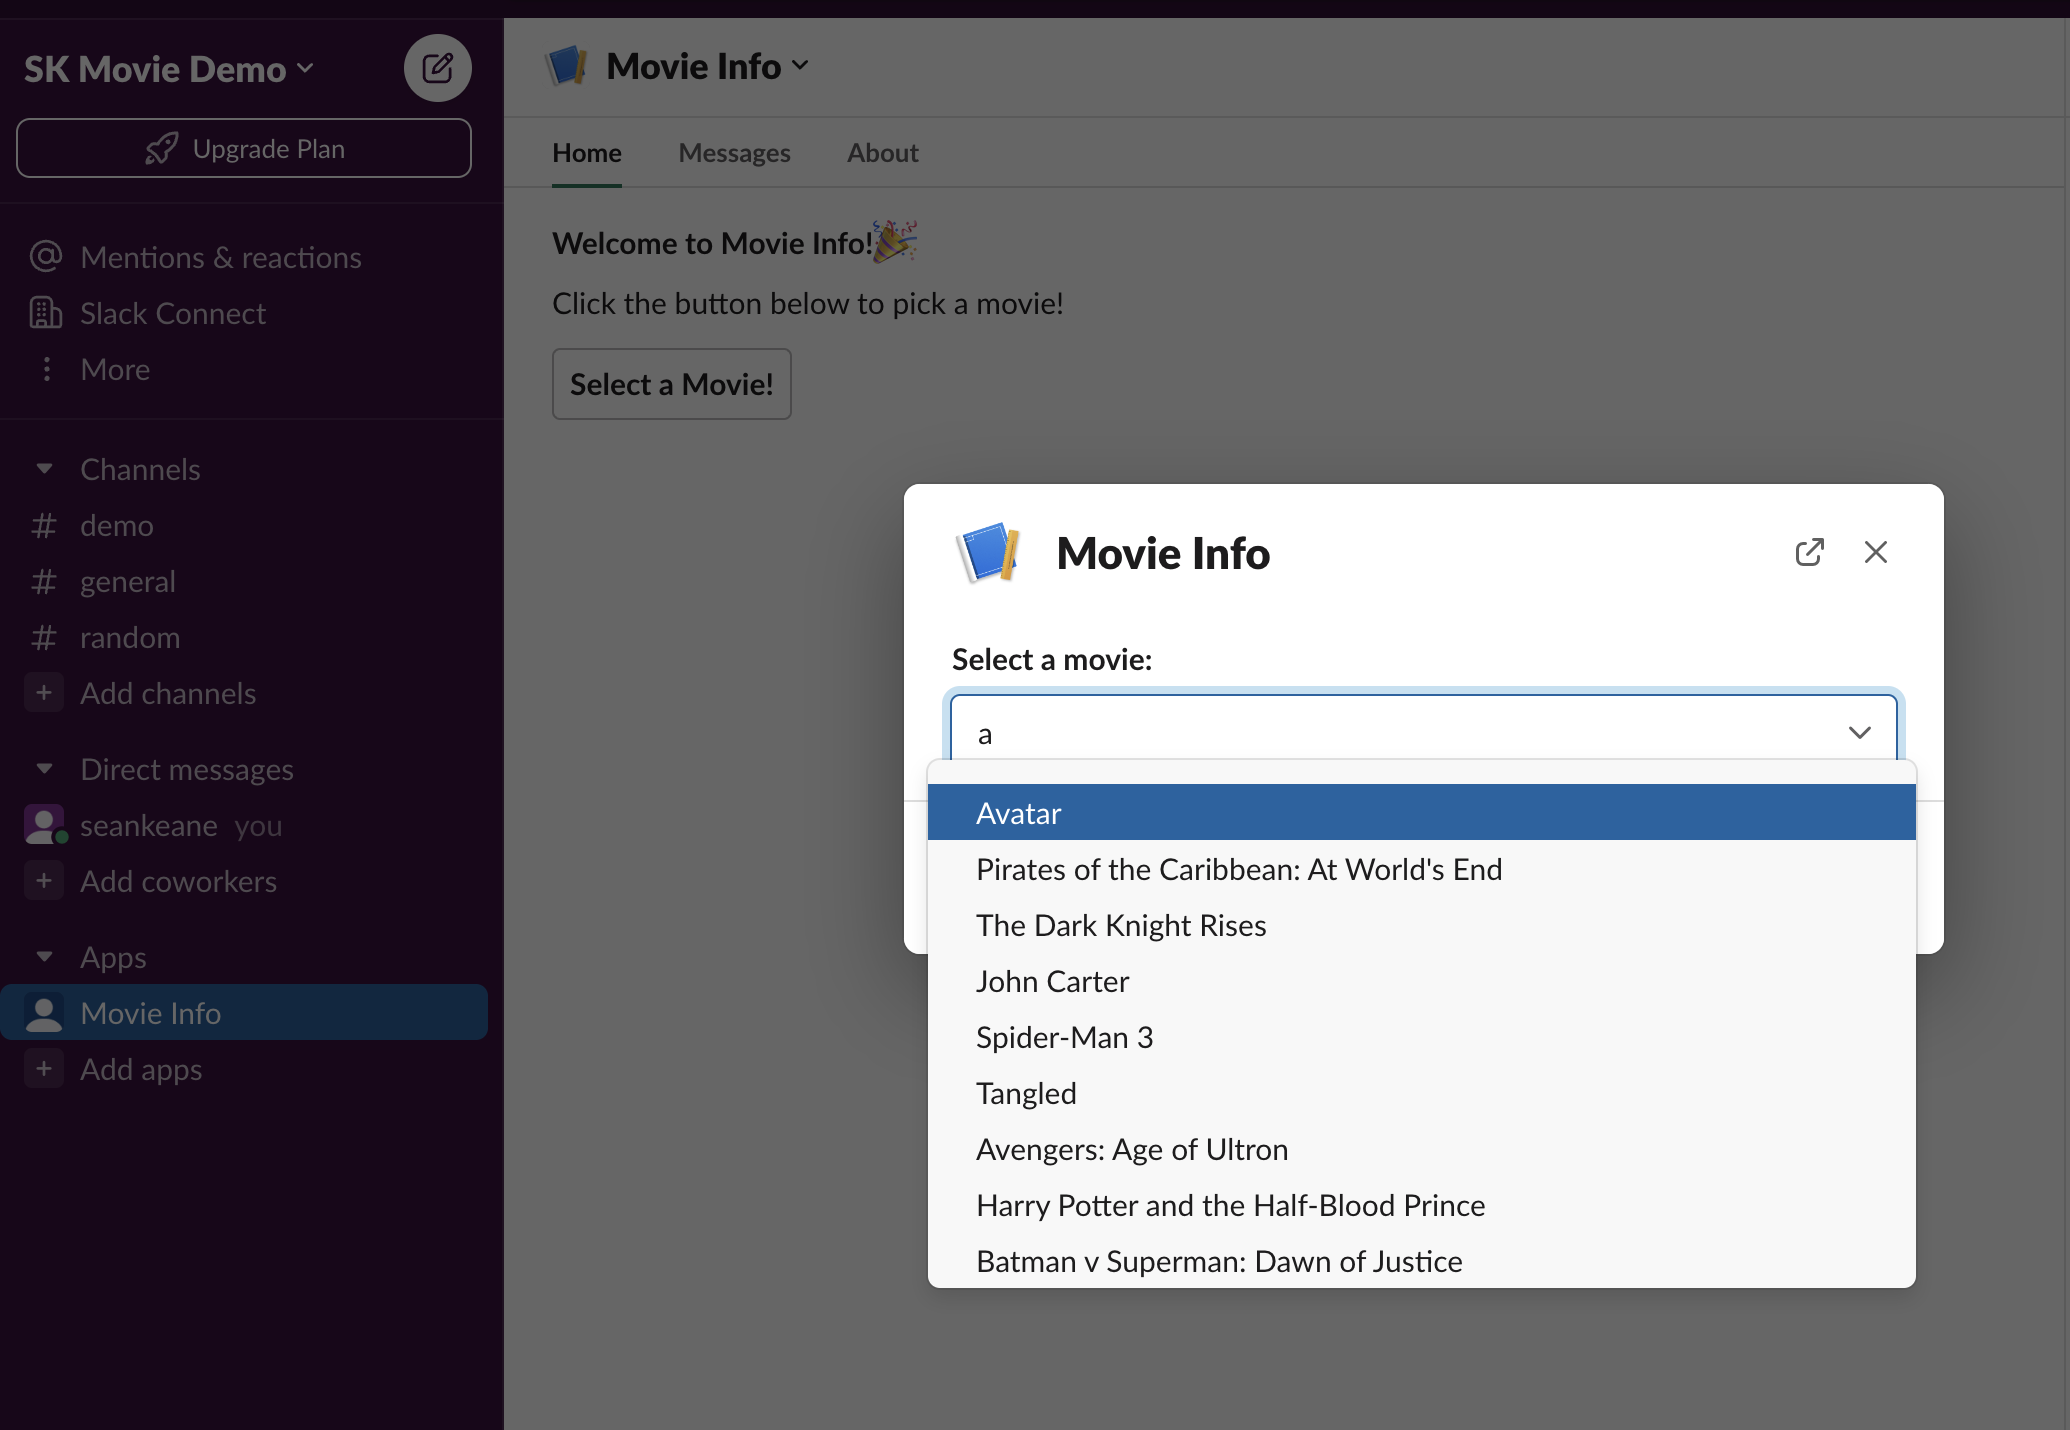 SK Movie Demo
Upgrade Plan
Mentions & reactions
Slack Connect
More
Channels
# demo
# general
# random
+ Add channels
Direct messages
seankeane you
+ Add coworkers
Apps
Movie Info
+ Add apps
Movie Info
Home Messages About
Welcome to Movie Info!
Click the button below to pick a movie!
Select a Movie!
Movie Info
Select a movie:
a
Avatar
Pirates of the Caribbean: At World's End
The Dark Knight Rises
John Carter
Spider-Man 3
Tangled
Avengers: Age of Ultron
Harry Potter and the Half-Blood Prince
Batman v Superman: Dawn of Justice